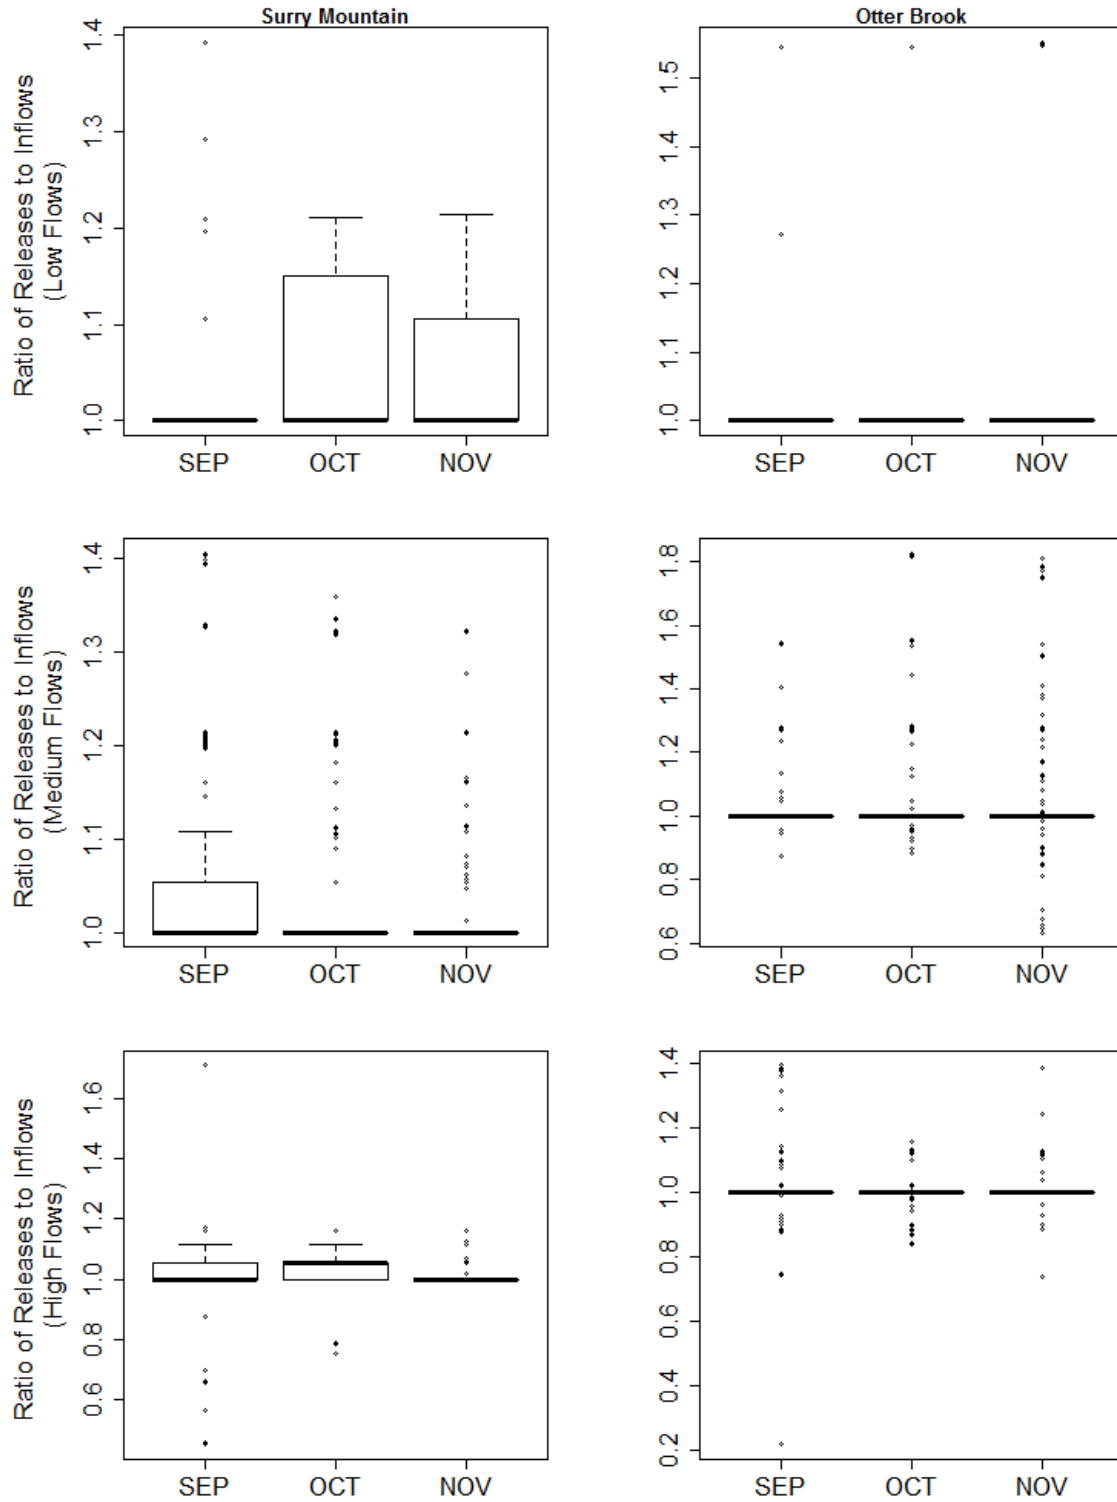 Surry Mountain
Otter Brook
Ratio of Releases to Inflows
(Low Flows)
1.4
1.3
1.2
1.1
1.0
SEP OCT NOV
1.5
1.4
1.3
1.2
1.1
1.0
SEP OCT NOV
Ratio of Releases to Inflows
(Medium Flows)
1.4
1.3
1.2
1.1
1.0
SEP OCT NOV
1.8
1.6
1.4
1.2
1.0
0.8
0.6
SEP OCT NOV
Ratio of Releases to Inflows
(High Flows)
1.6
1.4
1.2
1.0
0.8
0.6
SEP OCT NOV
1.4
1.2
1.0
0.8
0.6
0.4
0.2
SEP OCT NOV